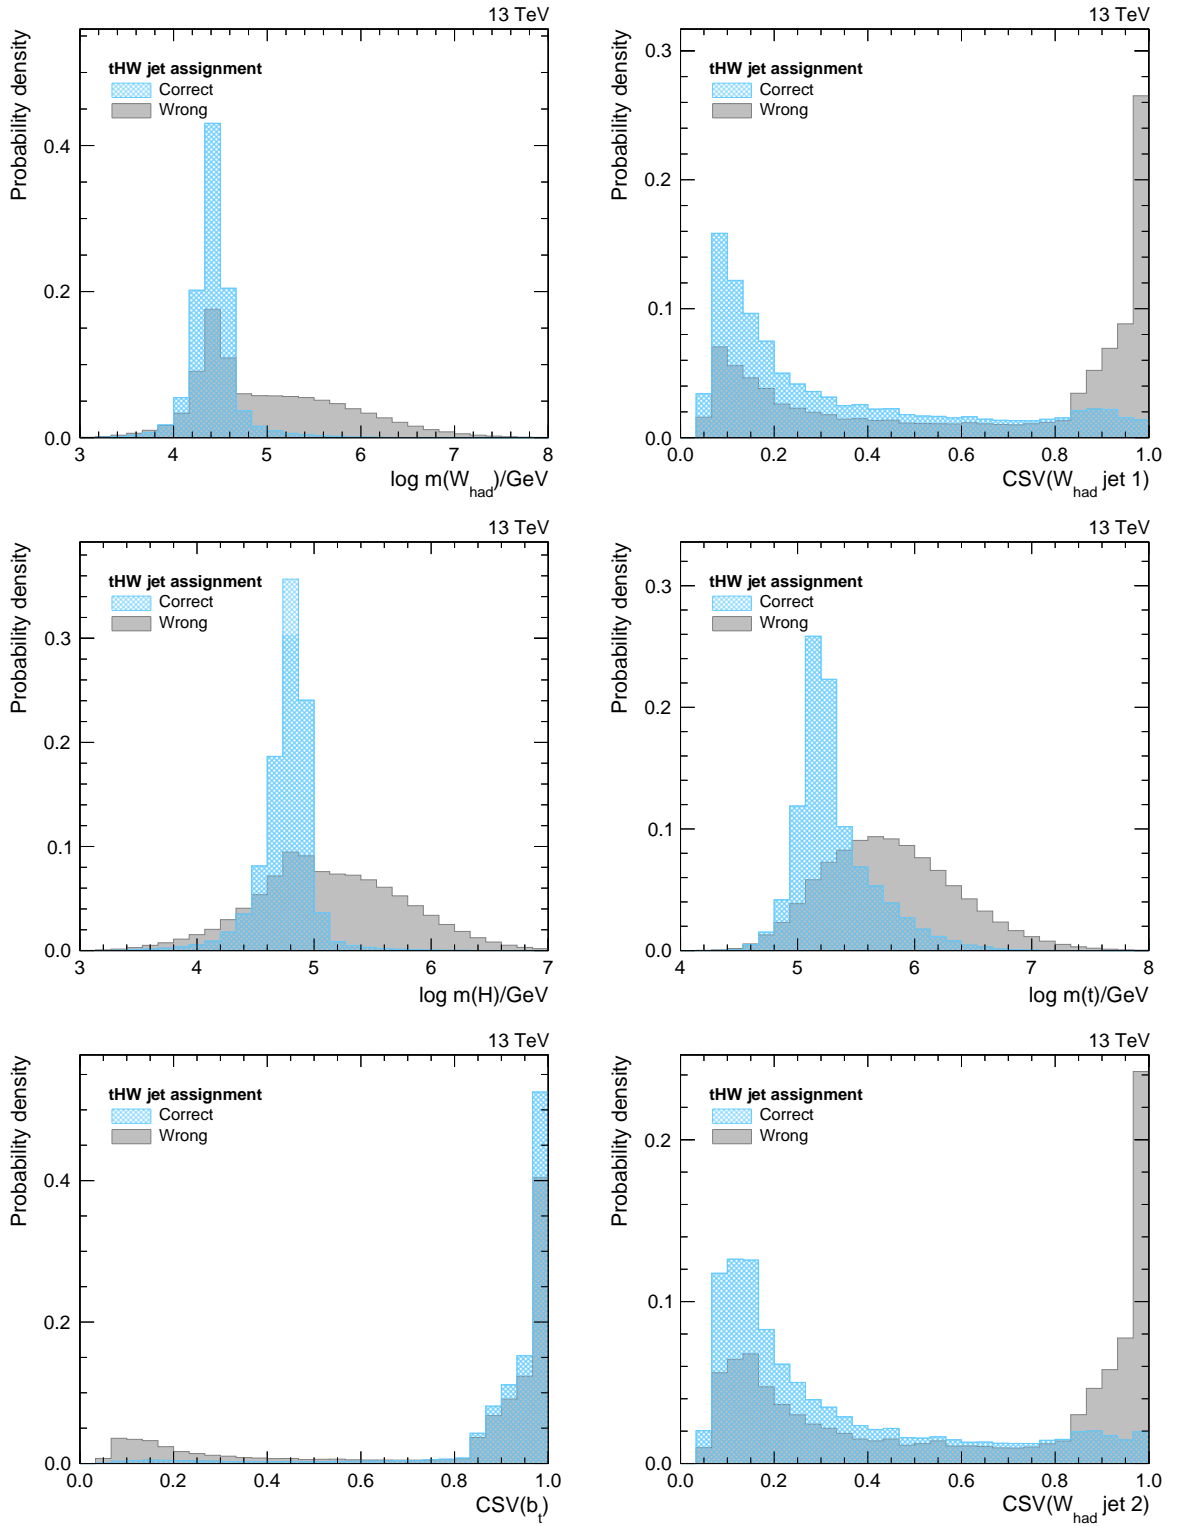 13 TeV
Probability density
tHW jet assignment
Correct
Wrong
0.4
0.2
0.0
3 4 5 6 7 8
log m(W_had)/GeV
13 TeV
Probability density
tHW jet assignment
Correct
Wrong
0.3
0.2
0.1
0.0
0.0 0.2 0.4 0.6 0.8 1.0
CSV(W_had jet 1)
13 TeV
Probability density
tHW jet assignment
Correct
Wrong
0.3
0.2
0.1
0.0
3 4 5 6 7
log m(H)/GeV
13 TeV
Probability density
tHW jet assignment
Correct
Wrong
0.3
0.2
0.1
0.0
4 5 6 7 8
log m(t)/GeV
13 TeV
Probability density
tHW jet assignment
Correct
Wrong
0.4
0.2
0.0
0.0 0.2 0.4 0.6 0.8 1.0
CSV(b_t)
13 TeV
Probability density
tHW jet assignment
Correct
Wrong
0.2
0.1
0.0
0.0 0.2 0.4 0.6 0.8 1.0
CSV(W_had jet 2)